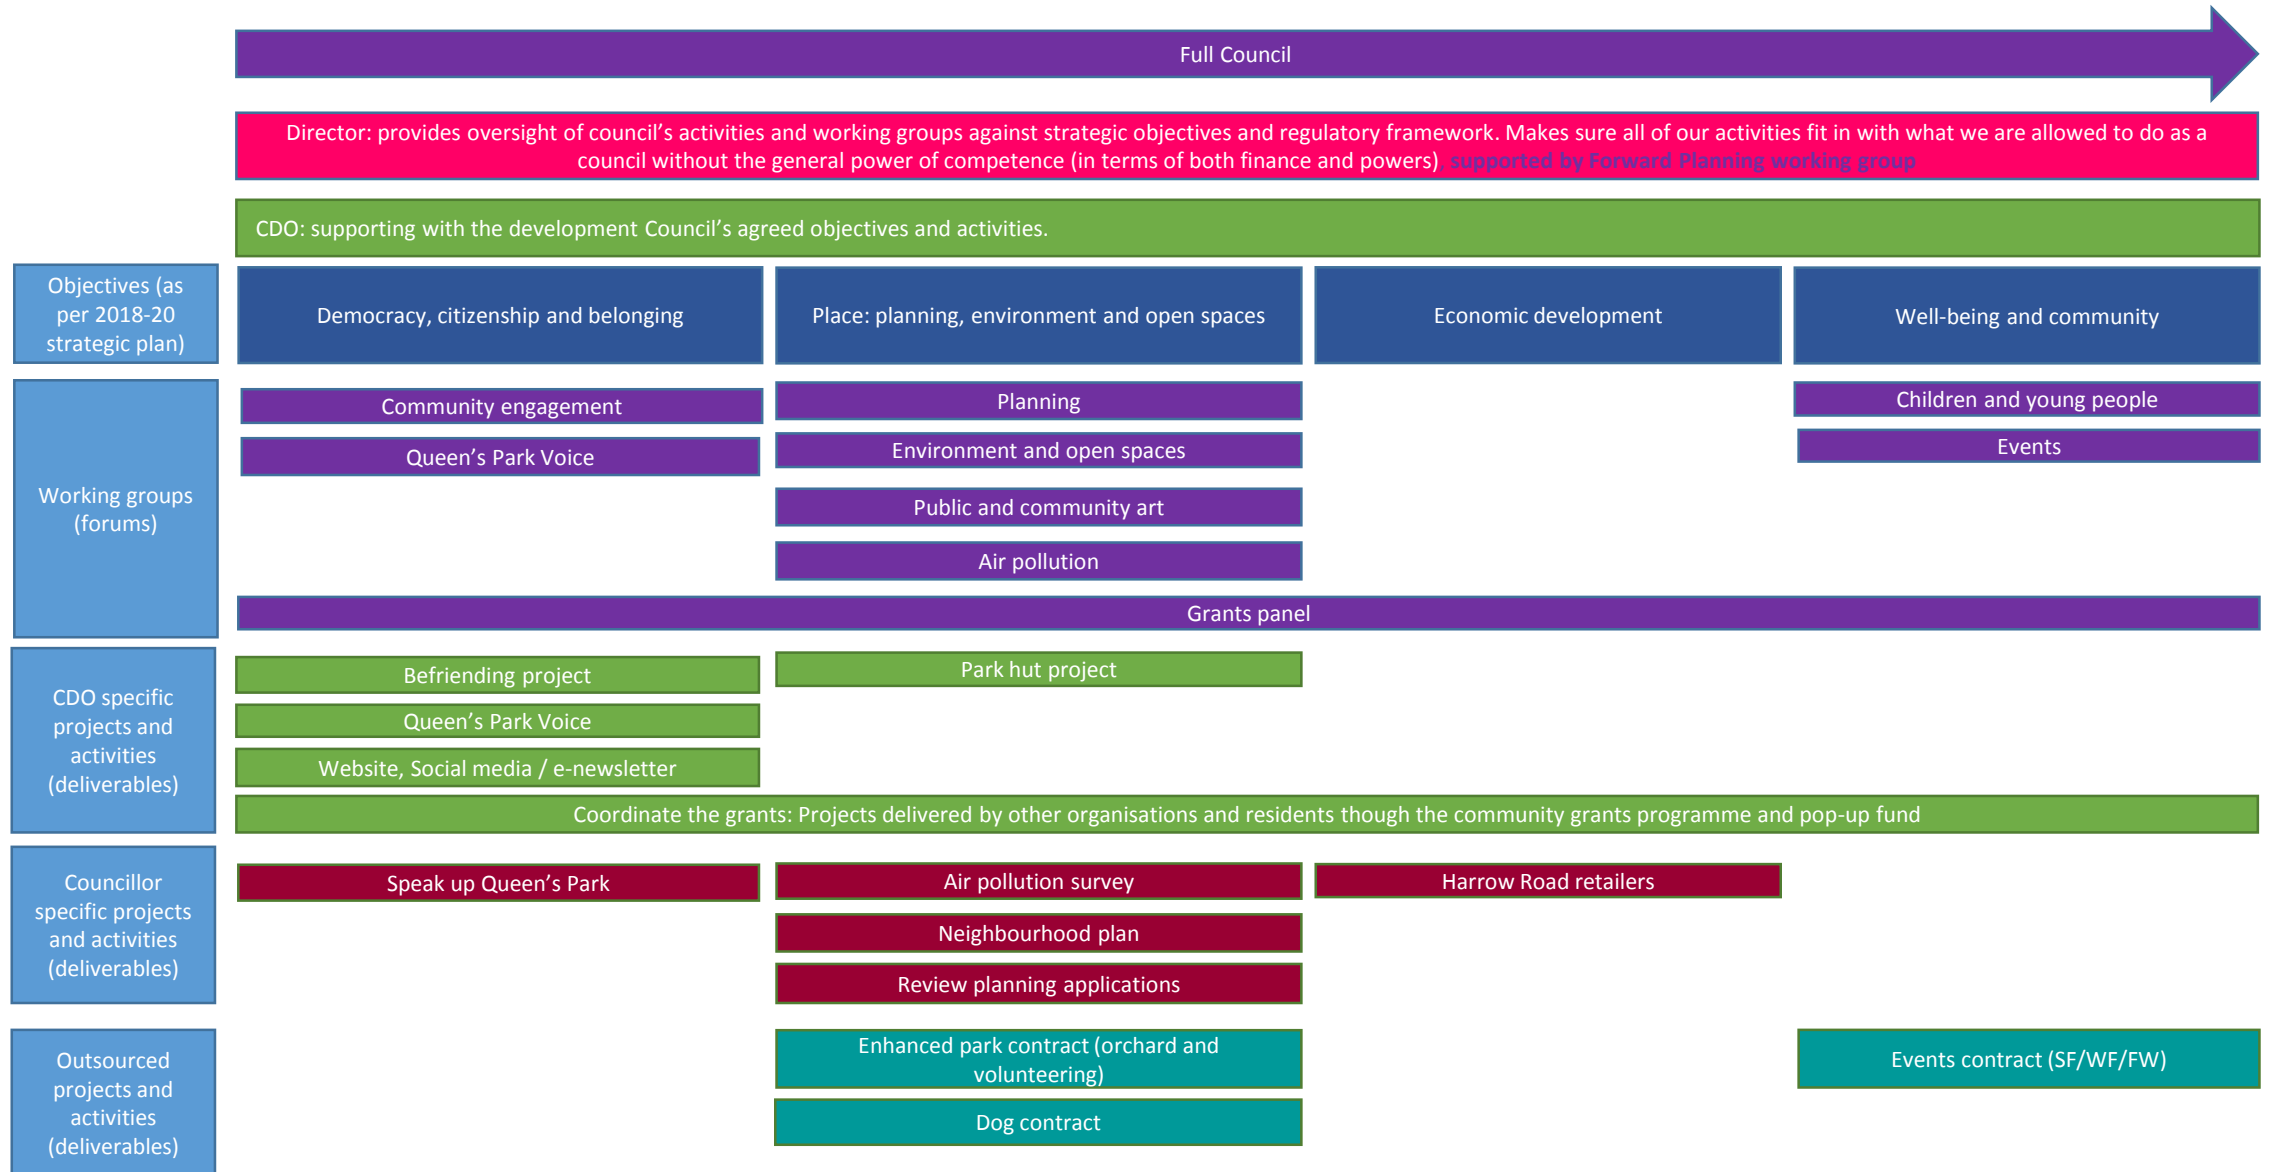 Full Council
Director: provides oversight of council's activities and working groups against strategic objectives and regulatory framework. Makes sure all of our activities fit in with what we are allowed to do as a
council without the general power of competence (in terms of both finance and powers), supported by Forward Planning working group
CDO: supporting with the development Council's agreed objectives and activities.
Objectives (as
per 2018-20
strategic plan)
Democracy, citizenship and belonging
Place: planning, environment and open spaces
Economic development
Well-being and community
Working groups
(forums)
Community engagement
Queen's Park Voice
Planning
Environment and open spaces
Public and community art
Air pollution
Children and young people
Events
Grants panel
CDO specific
projects and
activities
(deliverables)
Befriending project
Queen's Park Voice
Website, Social media / e-newsletter
Park hut project
Coordinate the grants: Projects delivered by other organisations and residents though the community grants programme and pop-up fund
Councillor
specific projects
and activities
(deliverables)
Speak up Queen's Park
Air pollution survey
Neighbourhood plan
Review planning applications
Harrow Road retailers
Outsourced
projects and
activities
(deliverables)
Enhanced park contract (orchard and
volunteering)
Dog contract
Events contract (SF/WF/FW)